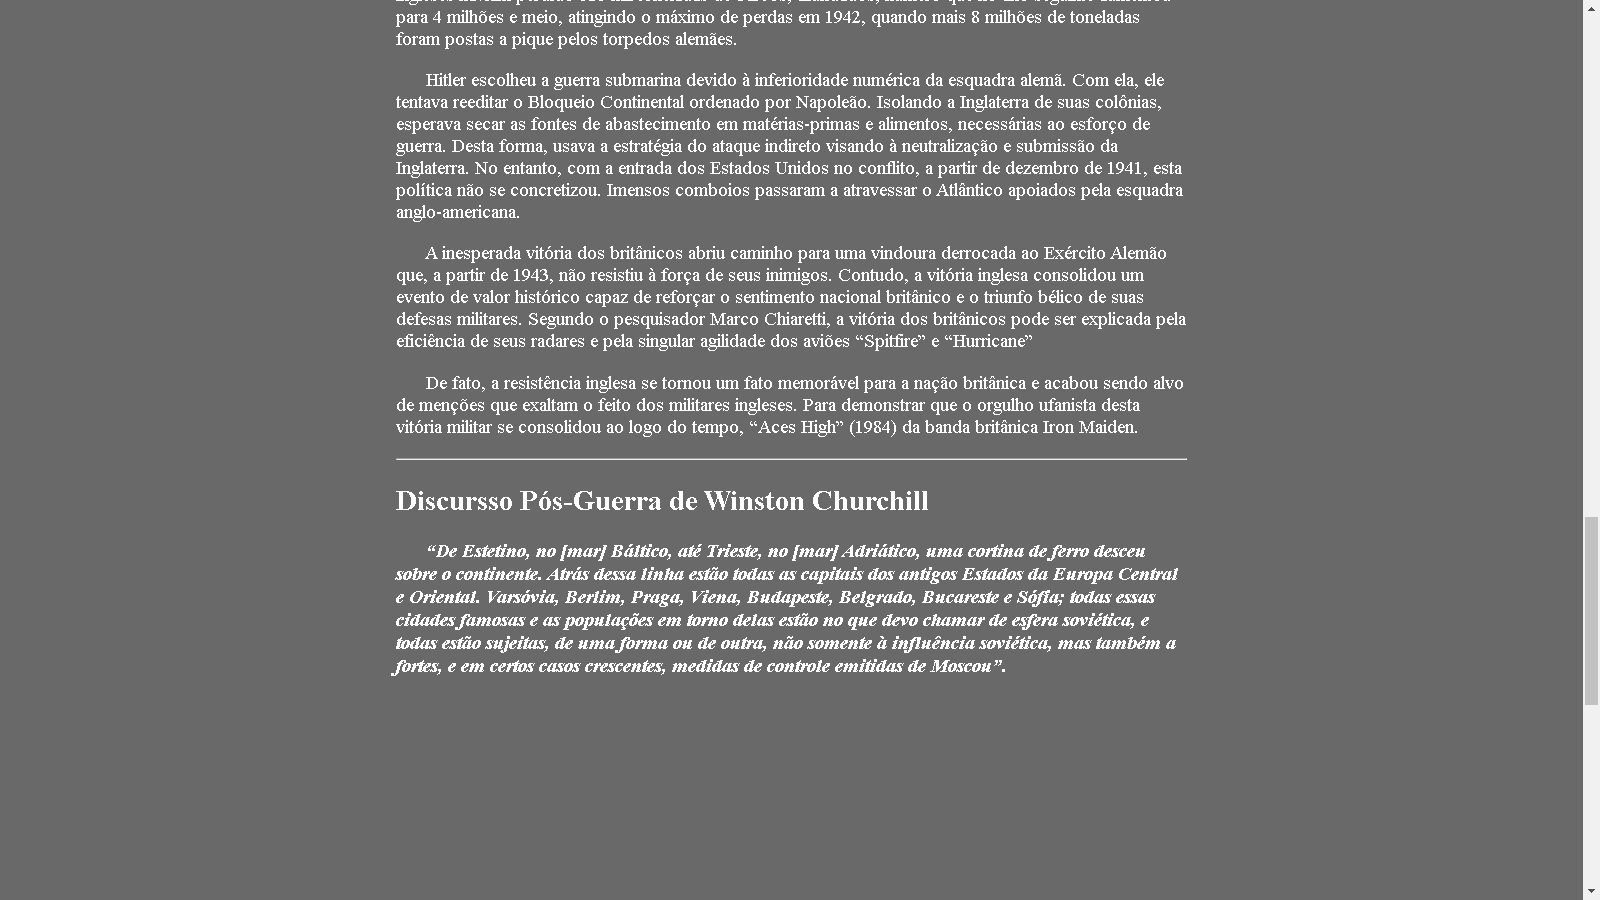 para 4 milhões e meio, atingindo o máximo de perdas em 1942, quando mais 8 milhões de toneladas
foram postas a pique pelos torpedos alemães.
Hitler escolheu a guerra submarina devido à inferioridade numérica da esquadra alemã. Com ela, ele
tentava reeditar o Bloqueio Continental ordenado por Napoleão. Isolando a Inglaterra de suas colônias,
esperava secar as fontes de abastecimento em matérias-primas e alimentos, necessárias ao esforço de
guerra. Desta forma, usava a estratégia do ataque indireto visando à neutralização e submissão da
Inglaterra. No entanto, com a entrada dos Estados Unidos no conflito, a partir de dezembro de 1941, esta
política não se concretizou. Imensos comboios passaram a atravessar o Atlântico apoiados pela esquadra
anglo-americana.
A inesperada vitória dos britânicos abriu caminho para uma vindoura derrocada ao Exército Alemão
que, a partir de 1943, não resistiu à força de seus inimigos. Contudo, a vitória inglesa consolidou um
evento de valor histórico capaz de reforçar o sentimento nacional britânico e o triunfo bélico de suas
defesas militares. Segundo o pesquisador Marco Chiaretti, a vitória dos britânicos pode ser explicada pela
eficiência de seus radares e pela singular agilidade dos aviões “Spitfire” e “Hurricane”
De fato, a resistência inglesa se tornou um fato memorável para a nação britânica e acabou sendo alvo
de menções que exaltam o feito dos militares ingleses. Para demonstrar que o orgulho ufanista desta
vitória militar se consolidou ao logo do tempo, “Aces High” (1984) da banda britânica Iron Maiden.
Discursso Pós-Guerra de Winston Churchill
“De Estetino, no [mar] Báltico, até Trieste, no [mar] Adriático, uma cortina de ferro desceu
sobre o continente. Atrás dessa linha estão todas as capitais dos antigos Estados da Europa Central
e Oriental. Varsóvia, Berlim, Praga, Viena, Budapeste, Belgrado, Bucareste e Sófia; todas essas
cidades famosas e as populações em torno delas estão no que devo chamar de esfera soviética, e
todas estão sujeitas, de uma forma ou de outra, não somente à influência soviética, mas também a
fortes, e em certos casos crescentes, medidas de controle emitidas de Moscou”.